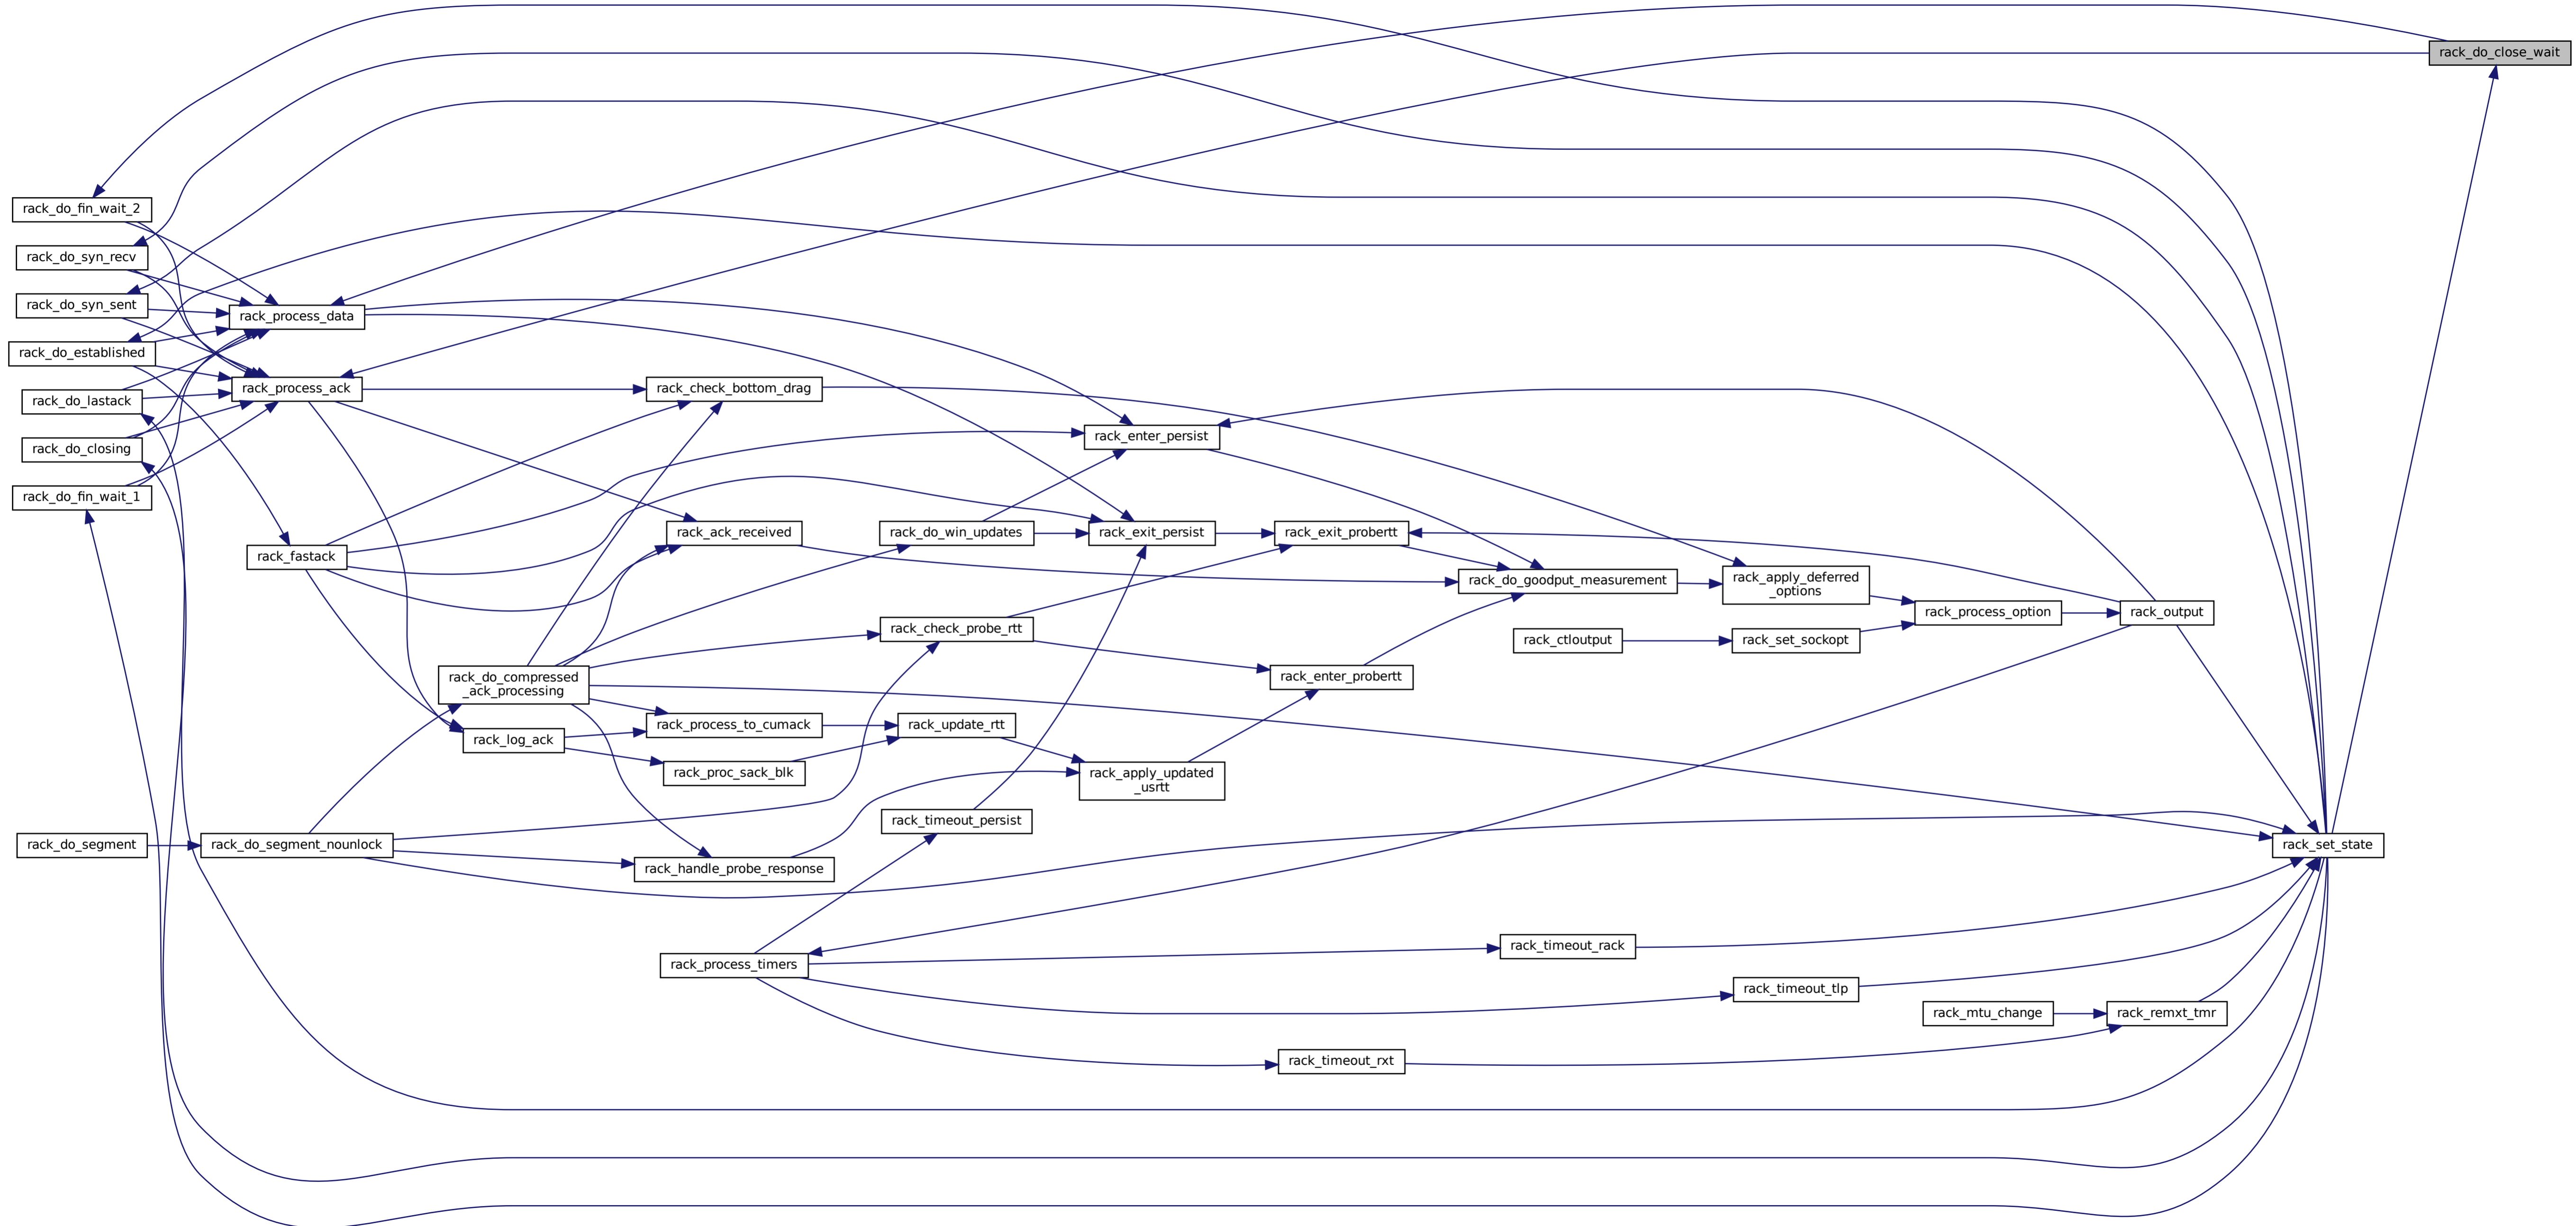 rack_do_close_wait
rack_do_fin_wait_2
rack_do_syn_recv
rack_do_syn_sent
rack_process_data
rack_do_established
rack_process_ack
rack_check_bottom_drag
rack_do_lastack
rack_enter_persist
rack_do_closing
rack_do_fin_wait_1
rack_ack_received
rack_do_win_updates
rack_exit_persist
rack_exit_probertt
rack_fastack
rack_do_goodput_measurement
rack_apply_deferred
_options
rack_process_option
rack_output
rack_check_probe_rtt
rack_ctloutput
rack_set_sockopt
rack_do_compressed
_ack_processing
rack_enter_probertt
rack_process_to_cumack
rack_update_rtt
rack_log_ack
rack_proc_sack_blk
rack_apply_updated
_usrtt
rack_timeout_persist
rack_do_segment
rack_do_segment_nounlock
rack_set_state
rack_handle_probe_response
rack_timeout_rack
rack_process_timers
rack_timeout_tlp
rack_mtu_change
rack_remxt_tmr
rack_timeout_rxt